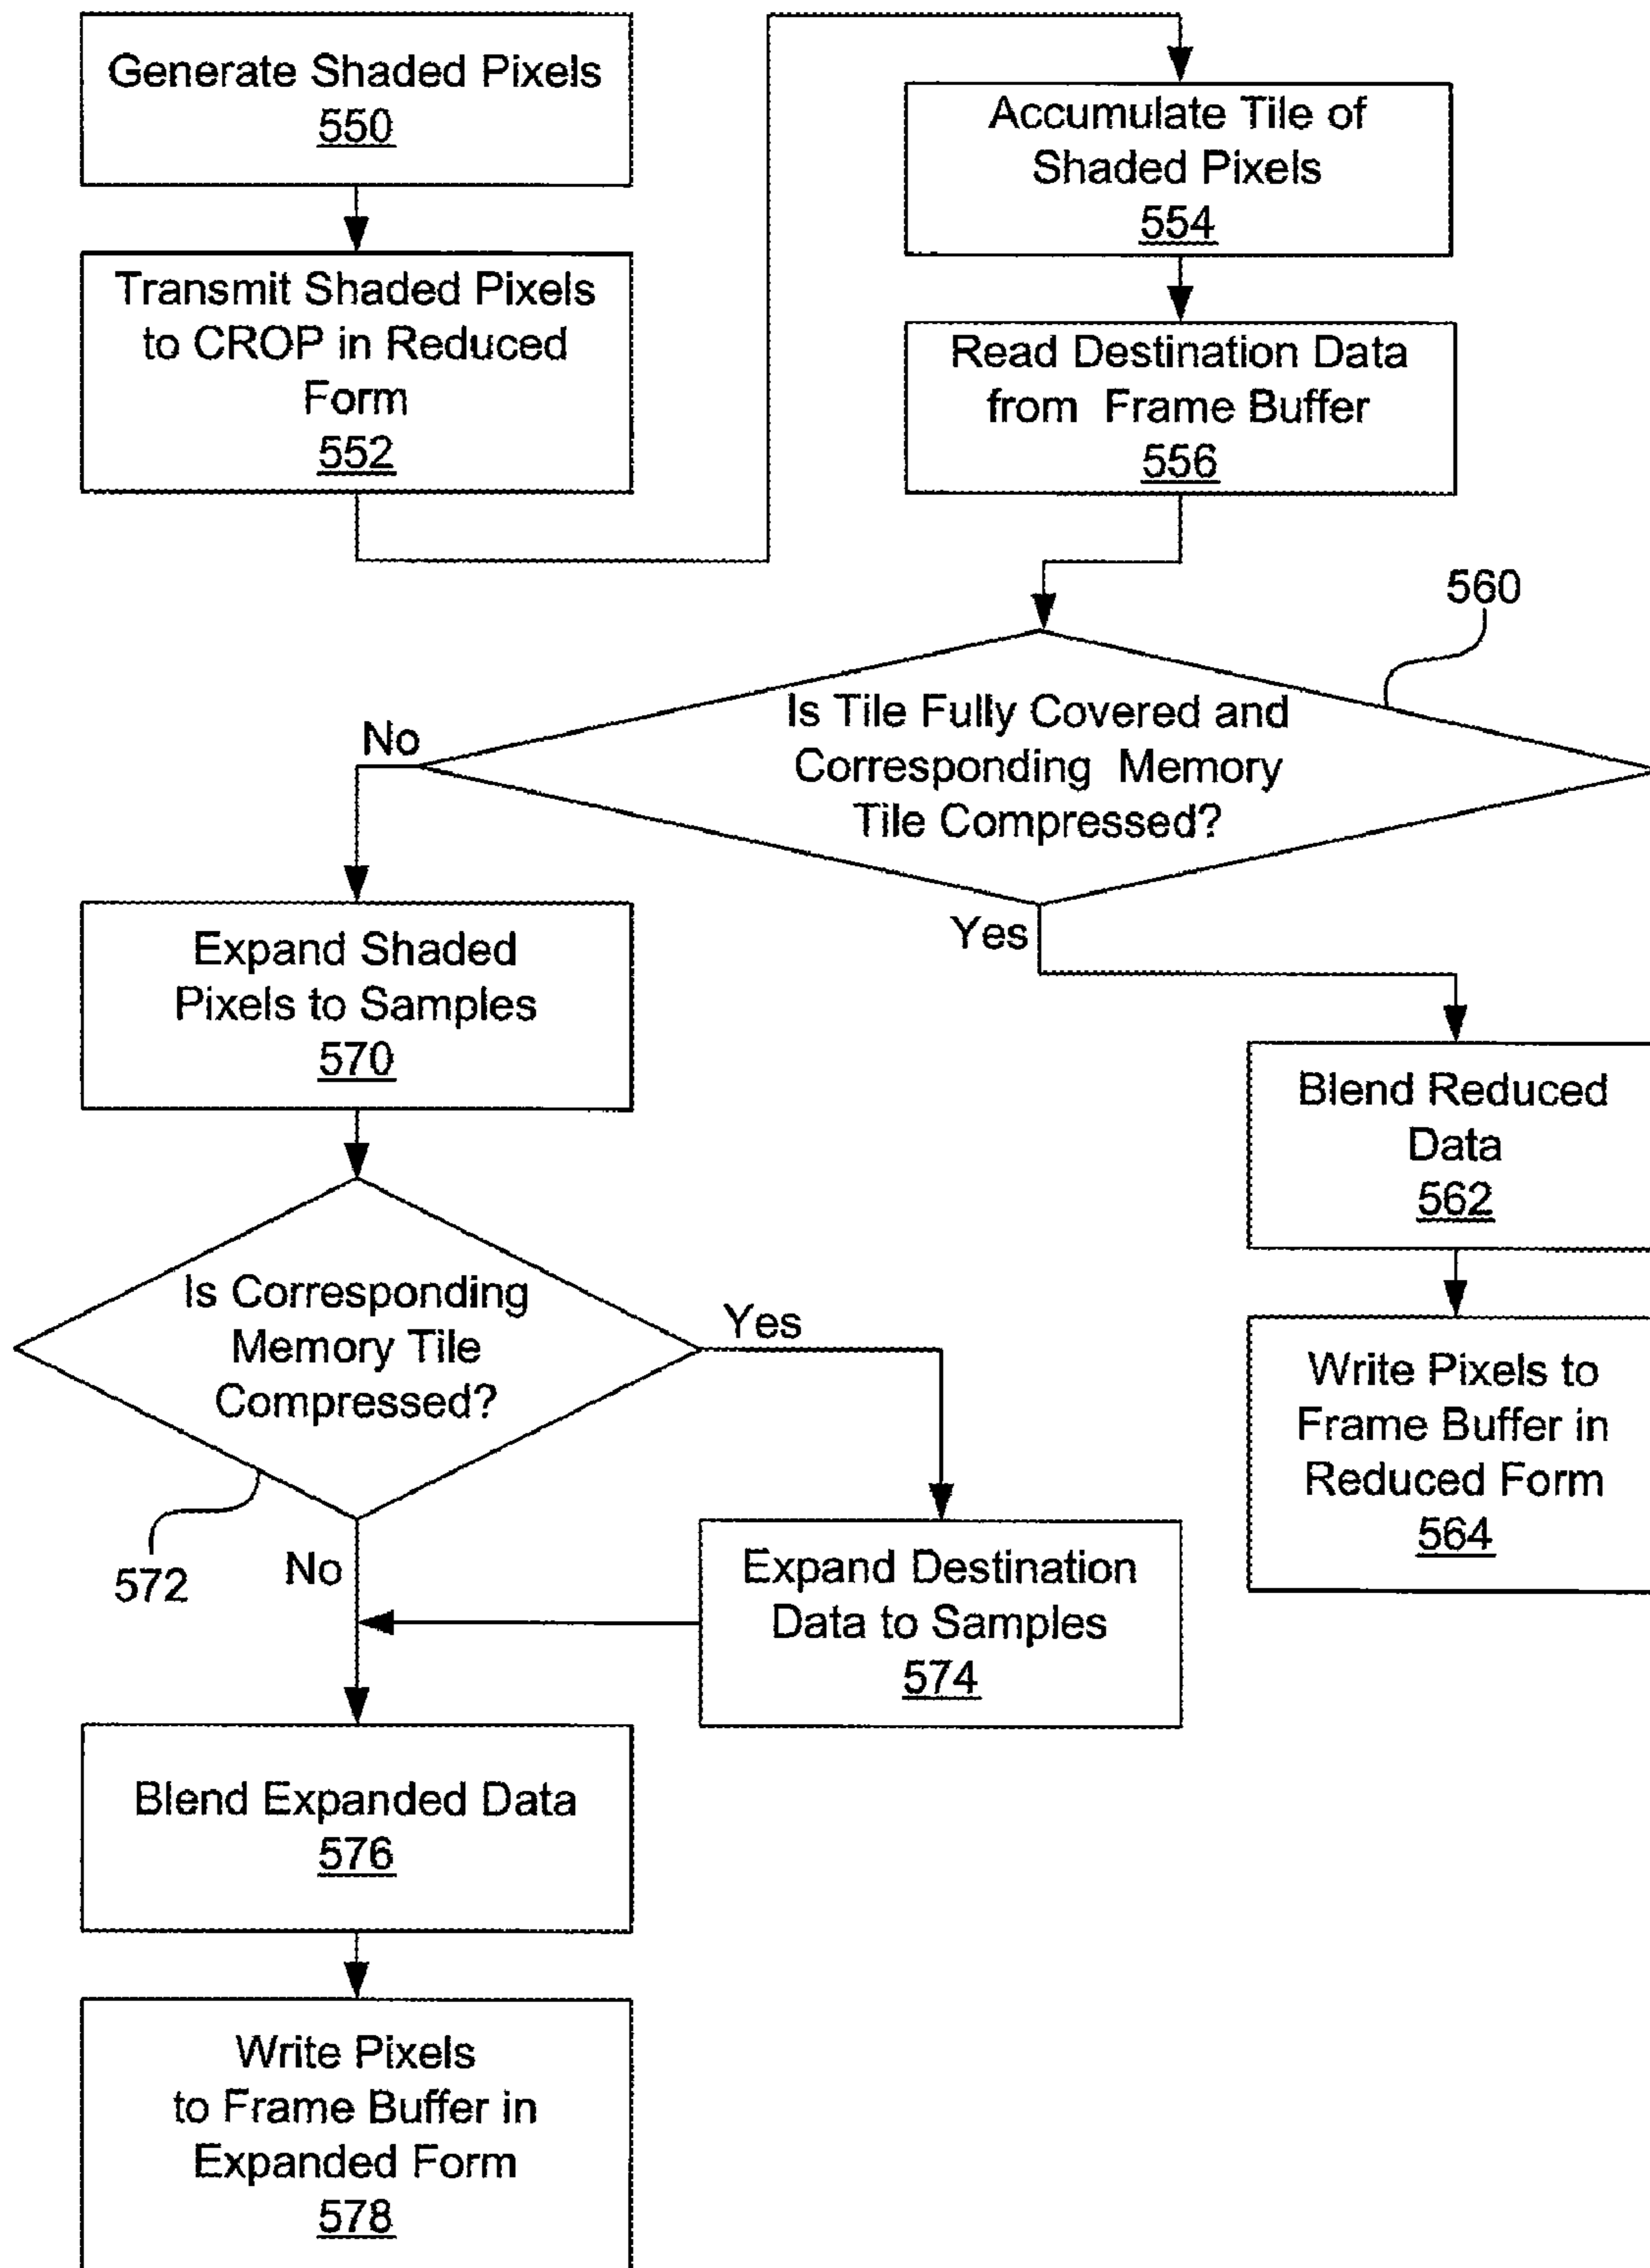 Generate Shaded Pixels
550
Transmit Shaded Pixels
to CROP in Reduced
Form
552
Accumulate Tile of
Shaded Pixels
554
Read Destination Data
from Frame Buffer
556
560
Is Tile Fully Covered and
Corresponding Memory
Tile Compressed?
No
Yes
Expand Shaded
Pixels to Samples
570
Blend Reduced
Data
562
Is Corresponding
Memory Tile
Compressed?
Yes
No
572
Write Pixels to
Frame Buffer in
Reduced Form
564
Expand Destination
Data to Samples
574
Blend Expanded Data
576
Write Pixels
to Frame Buffer in
Expanded Form
578